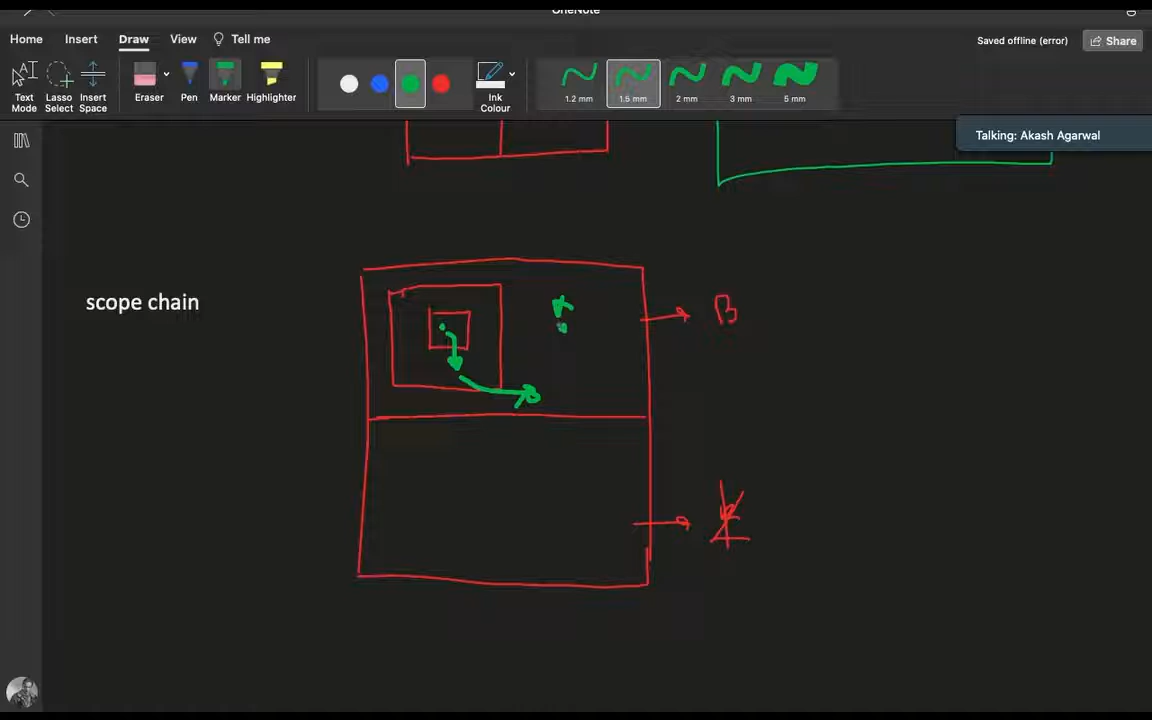 OneNote
Home Insert Draw View Tell me
Saved offline (error) Share
Text Mode
Lasso Select
Insert Space
Eraser
Pen
Marker
Highlighter
Ink Colour
1.2 mm
1.5 mm
2 mm
3 mm
5 mm
Talking: Akash Agarwal
scope chain
B